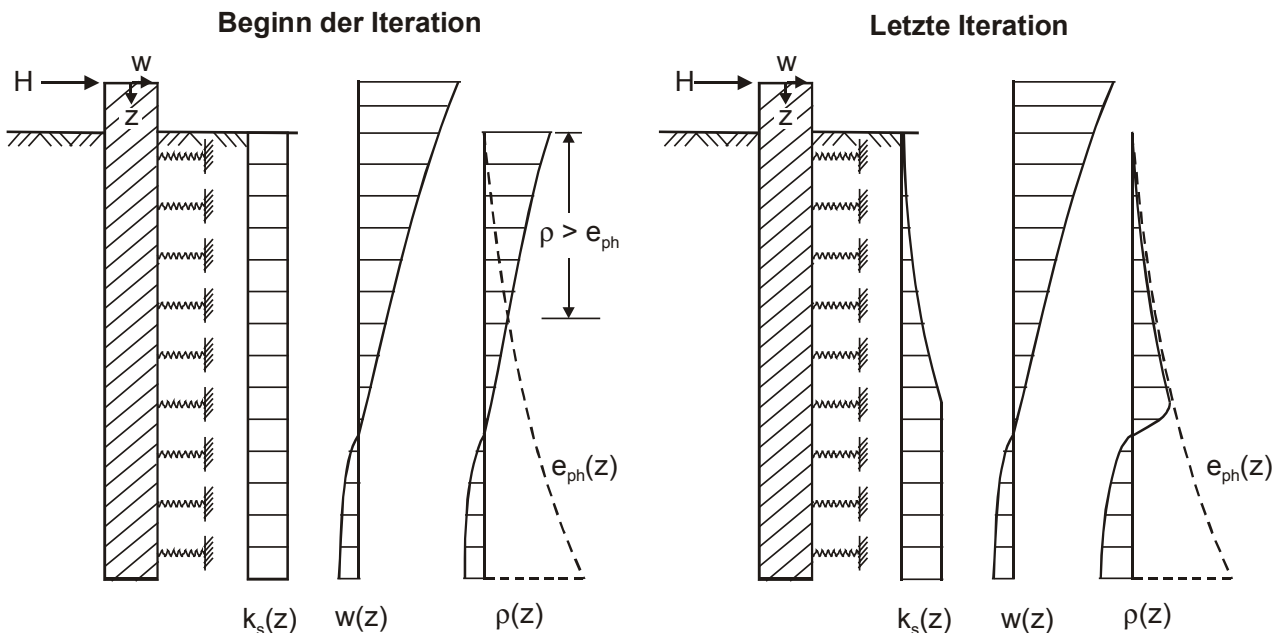 Beginn der Iteration
H
w
z
ρ > e_ph
e_ph(z)
k_s(z)
w(z)
ρ(z)
Letzte Iteration
H
w
z
e_ph(z)
k_s(z)
w(z)
ρ(z)